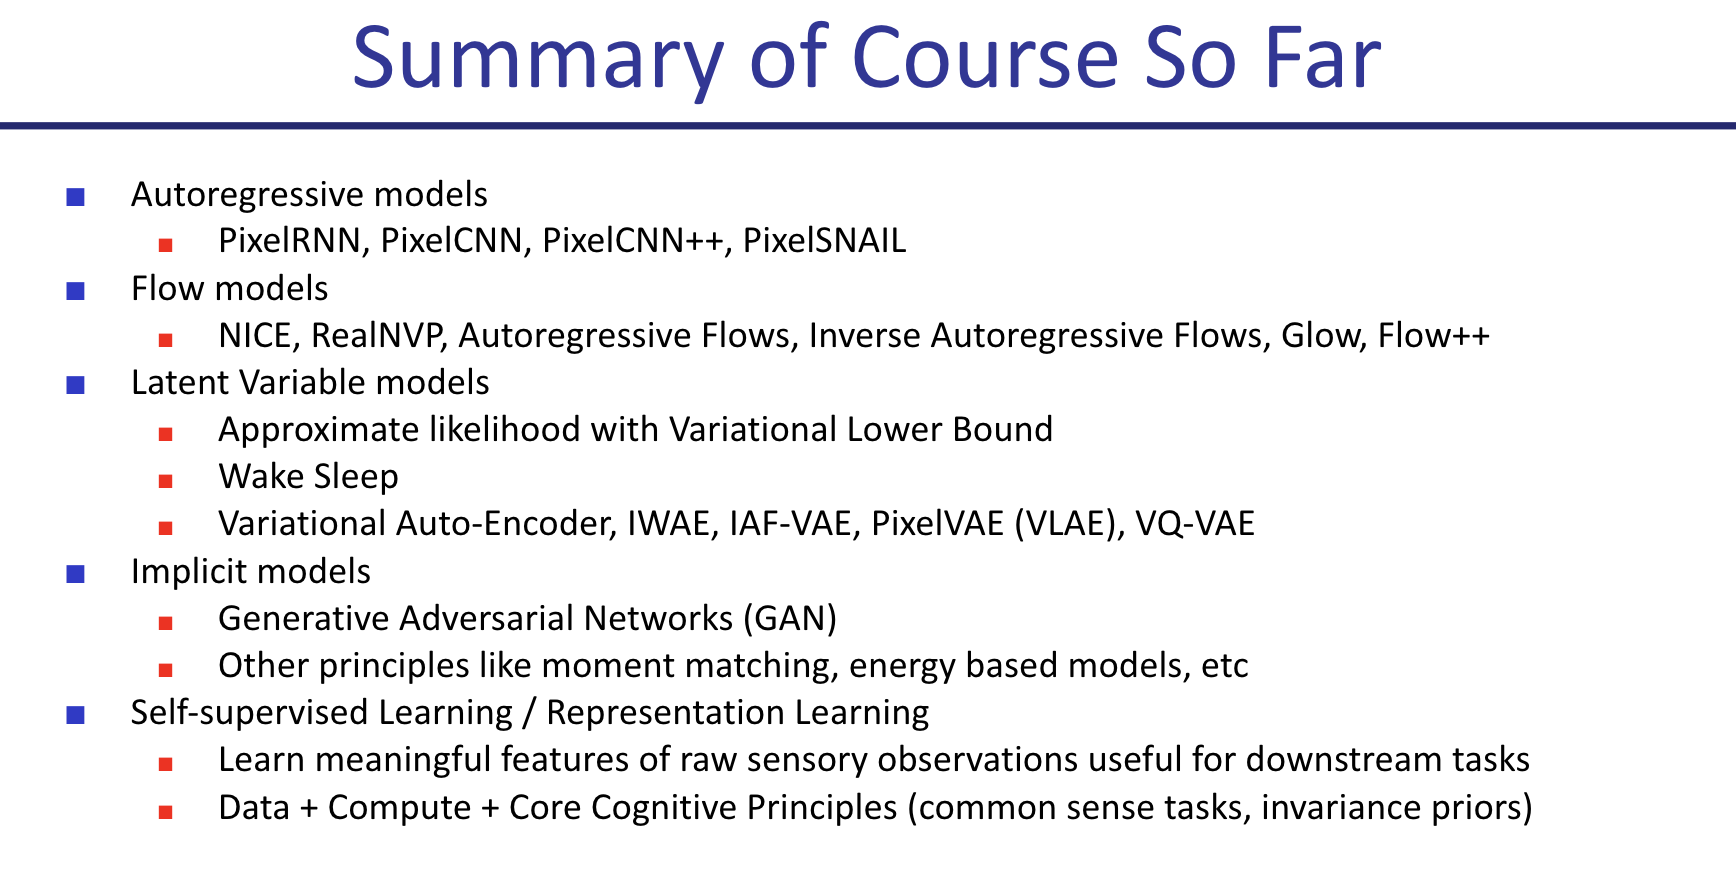 Summary of Course So Far
Autoregressive models
PixelRNN, PixelCNN, PixelCNN++, PixelSNAIL
Flow models
NICE, RealNVP, Autoregressive Flows, Inverse Autoregressive Flows, Glow, Flow++
Latent Variable models
Approximate likelihood with Variational Lower Bound
Wake Sleep
Variational Auto-Encoder, IWAE, IAF-VAE, PixelVAE (VLAE), VQ-VAE
Implicit models
Generative Adversarial Networks (GAN)
Other principles like moment matching, energy based models, etc
Self-supervised Learning / Representation Learning
Learn meaningful features of raw sensory observations useful for downstream tasks
Data + Compute + Core Cognitive Principles (common sense tasks, invariance priors)